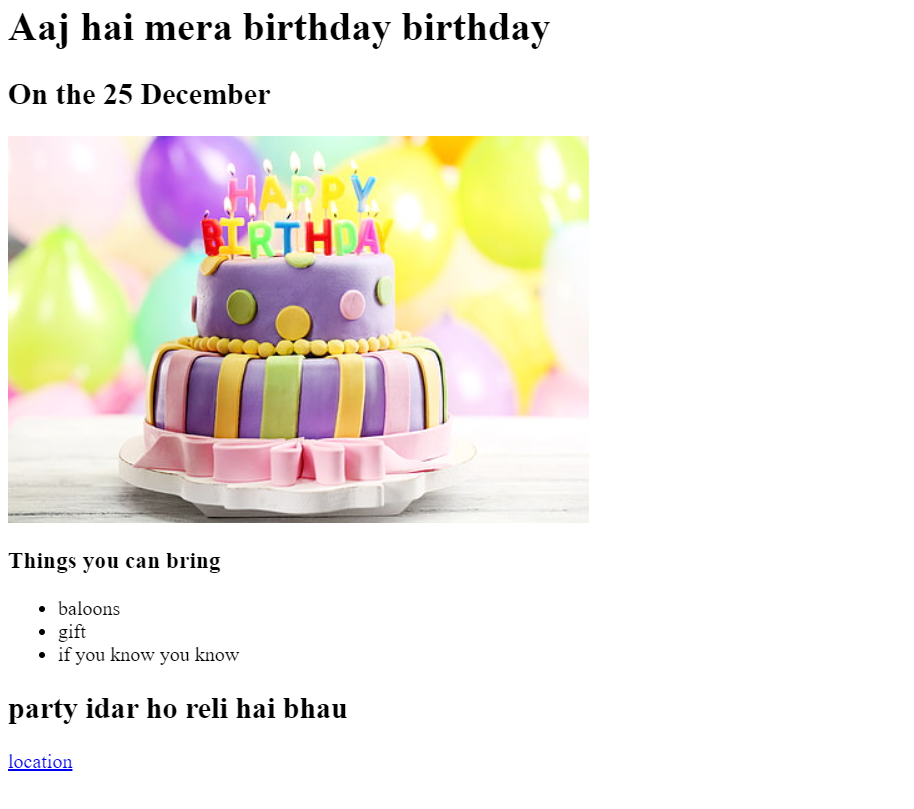 Aaj hai mera birthday birthday
On the 25 December
HAPPY
BIRTHDAY
Things you can bring
baloons
gift
if you know you know
party idar ho reli hai bhau
location